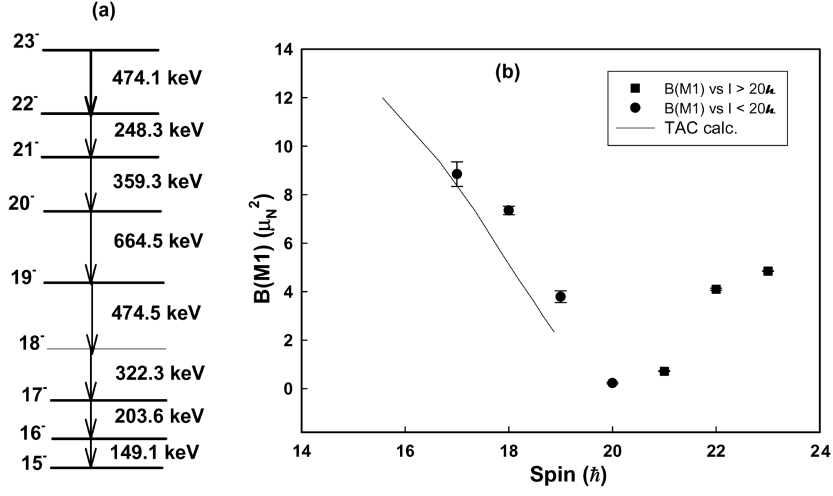 (a)
23-
474.1 keV
22-
248.3 keV
21-
359.3 keV
20-
664.5 keV
19-
474.5 keV
18-
322.3 keV
17-
203.6 keV
16-
149.1 keV
15-
(b)
B(M1) vs I > 20ℏ
B(M1) vs I < 20ℏ
TAC calc.
B(M1) (μN²)
14
12
10
8
6
4
2
0
14 16 18 20 22 24
Spin (ℏ)